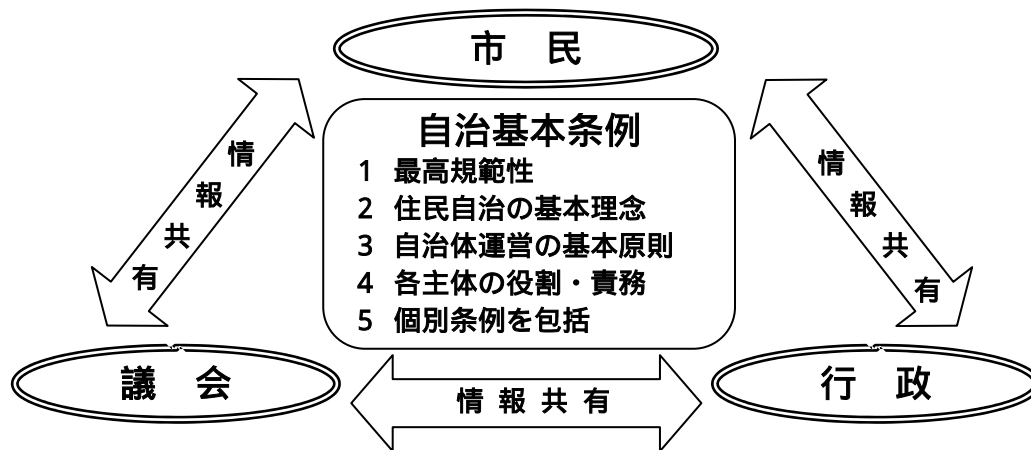 市　民
自治基本条例
1 最高規範性
2 住民自治の基本理念
3 自治体運営の基本原則
4 各主体の役割・責務
5 個別条例を包括
情報共有
情報共有
議　会
情報共有
行　政